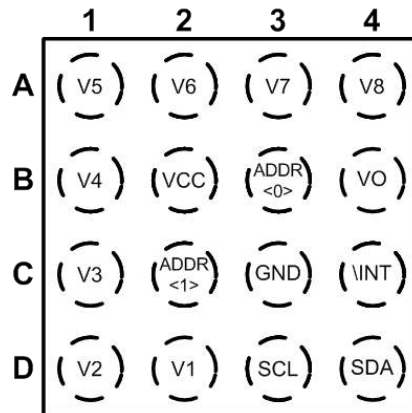 1 2 3 4
A V5 V6 V7 V8
B V4 VCC ADDR <0> VO
C V3 ADDR <1> GND \INT
D V2 V1 SCL SDA